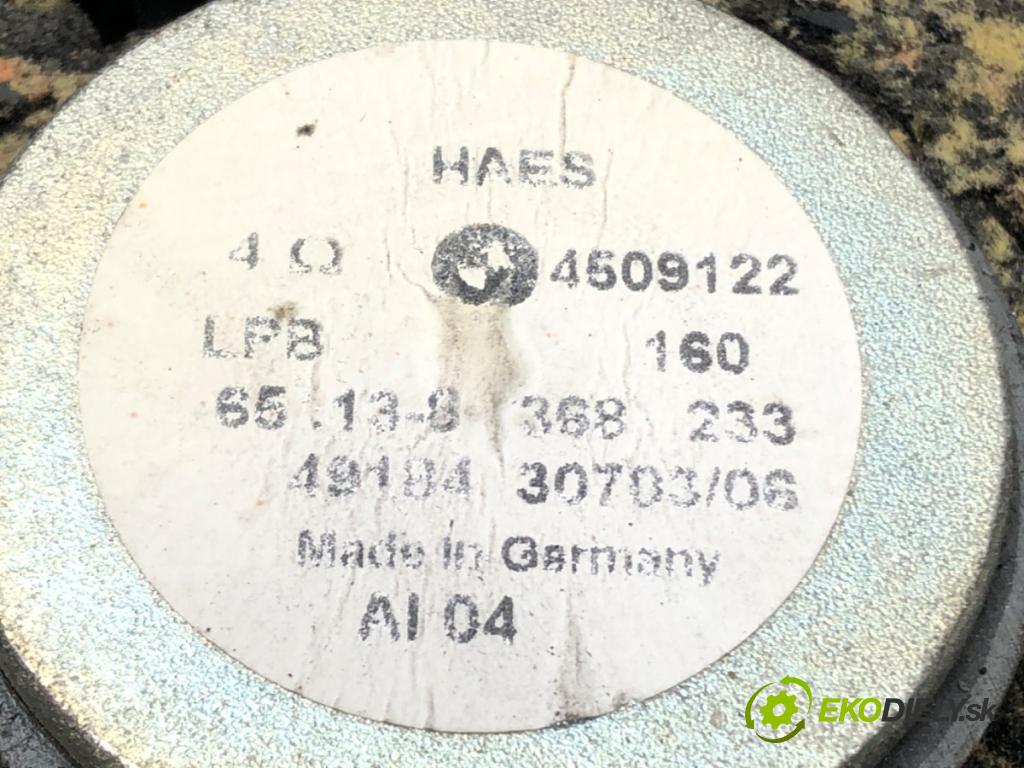 HAES
4 Ω 4509122
LPB 160
65.13-8 368 233
49184 30703/06
Made in Germany
AI 04
EKODIELY.sk